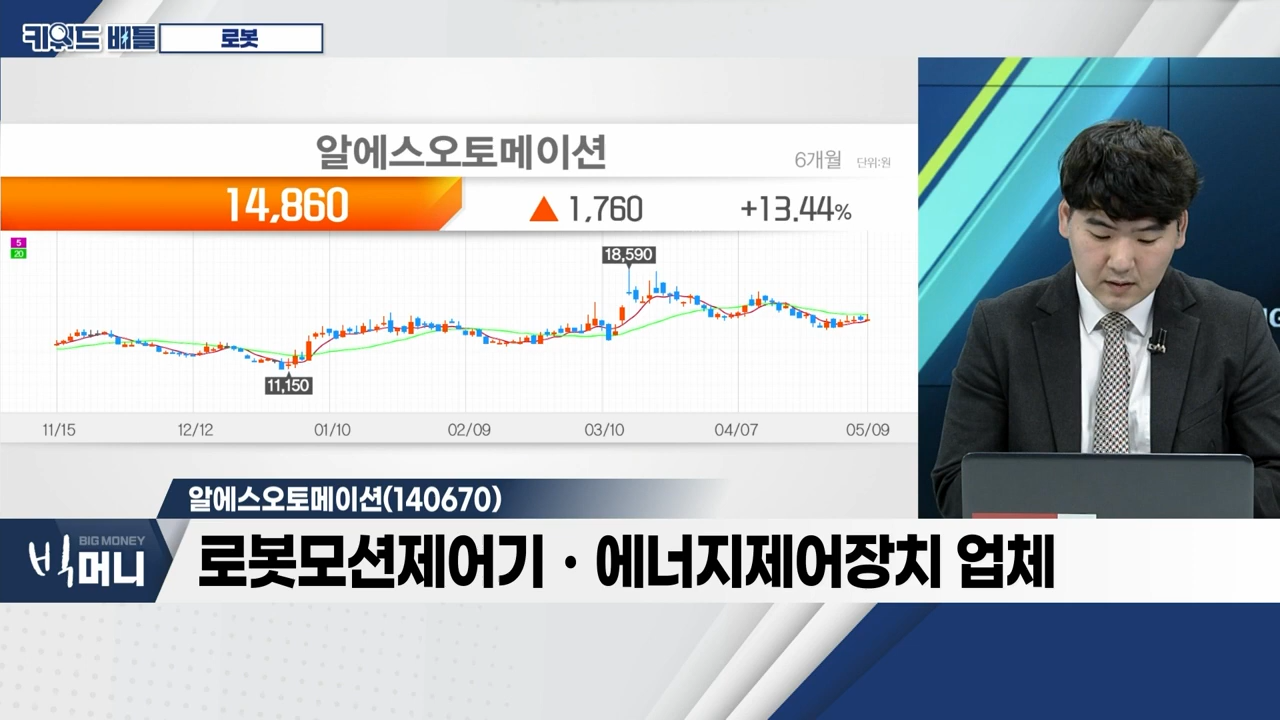 키워드 배틀
로봇
알에스오토메이션
6개월 단위:원
14,860 ▲ 1,760 +13.44%
5
20
18,590
11,150
11/15 12/12 01/10 02/09 03/10 04/07 05/09
알에스오토메이션(140670)
BIG MONEY
빅머니
로봇모션제어기·에너지제어장치 업체